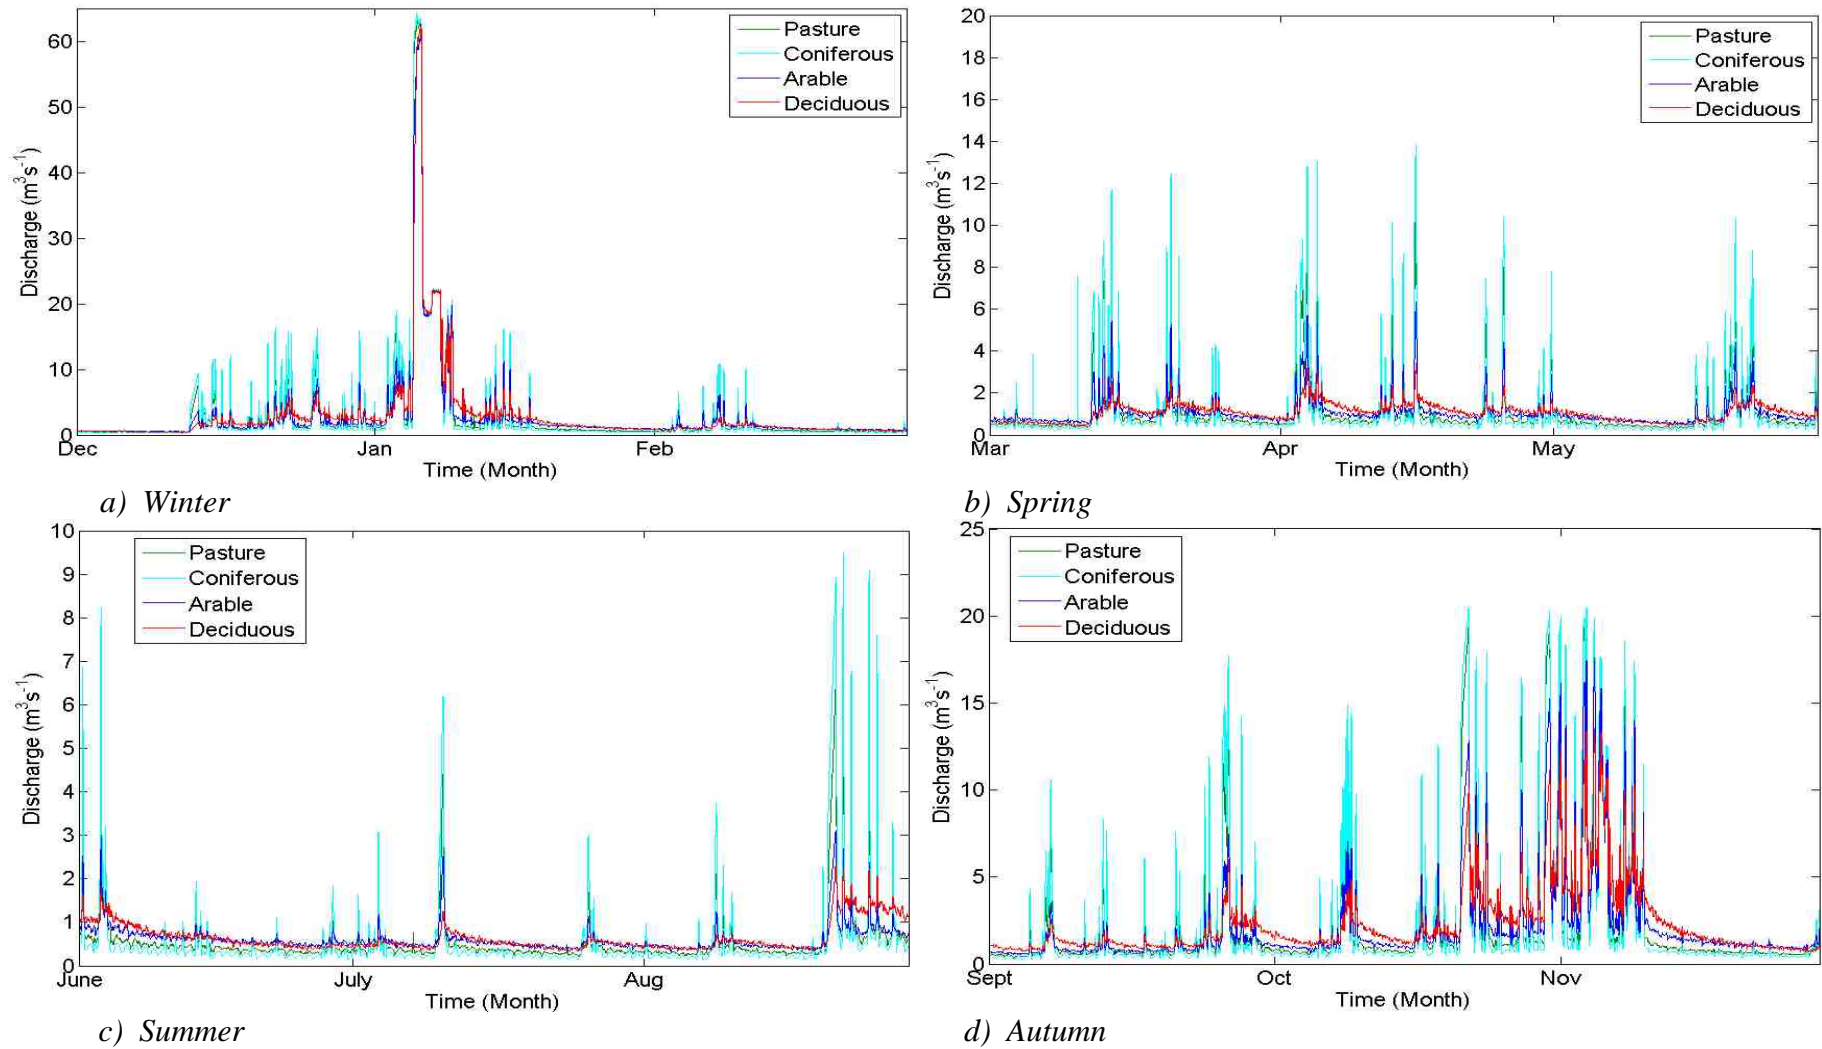 Pasture
Coniferous
Arable
Deciduous
60
50
40
30
20
10
0
Discharge (m³s⁻¹)
Dec
Jan
Feb
Time (Month)
a) Winter
Pasture
Coniferous
Arable
Deciduous
20
18
16
14
12
10
8
6
4
2
0
Discharge (m³s⁻¹)
Mar
Apr
May
Time (Month)
b) Spring
Pasture
Coniferous
Arable
Deciduous
10
9
8
7
6
5
4
3
2
1
0
Discharge (m³s⁻¹)
June
July
Aug
Time (Month)
c) Summer
Pasture
Coniferous
Arable
Deciduous
25
20
15
10
5
0
Discharge (m³s⁻¹)
Sept
Oct
Nov
Time (Month)
d) Autumn